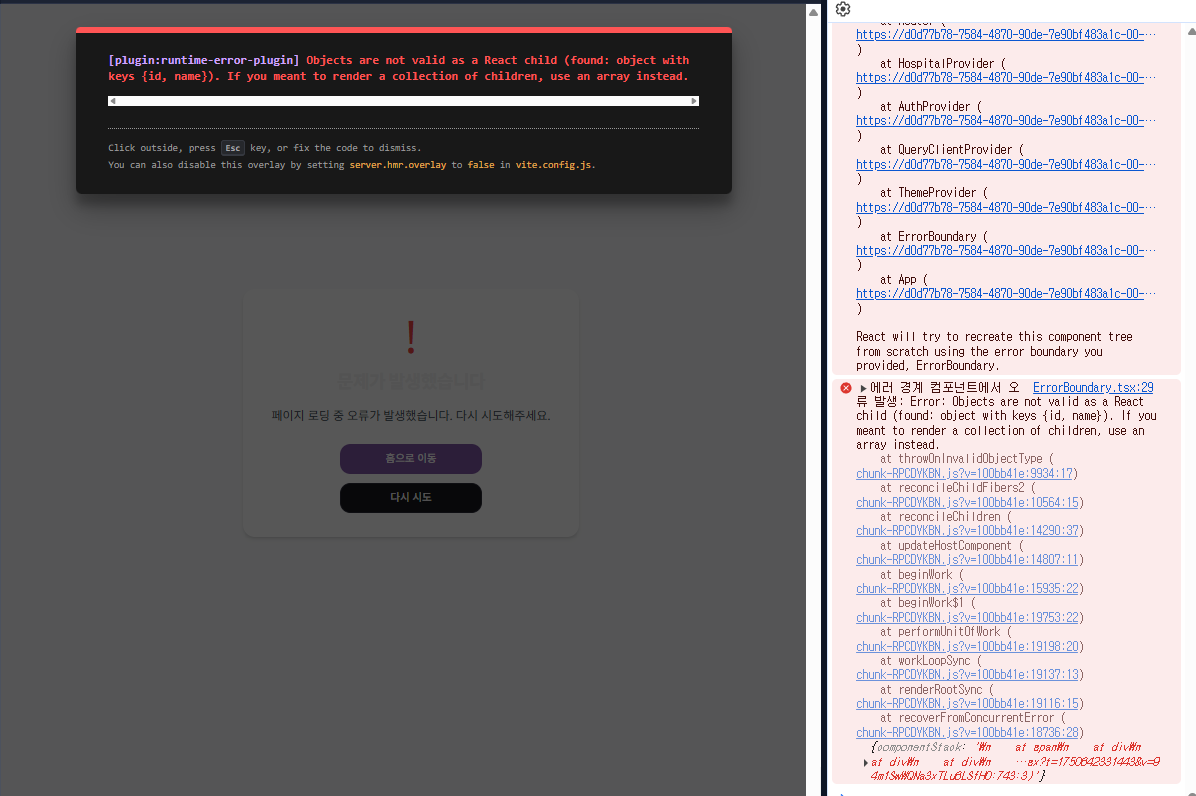 [plugin:runtime-error-plugin] Objects are not valid as a React child (found: object with
keys {id, name}). If you meant to render a collection of children, use an array instead.
Click outside, press Esc key, or fix the code to dismiss.
You can also disable this overlay by setting server.hmr.overlay to false in vite.config.js.
!
문제가 발생했습니다
페이지 로딩 중 오류가 발생했습니다. 다시 시도해주세요.
홈으로 이동
다시 시도
https://d0d77b78-7584-4870-90de-7e90bf483a1c-00-…
)
at HospitalProvider (
https://d0d77b78-7584-4870-90de-7e90bf483a1c-00-…
)
at AuthProvider (
https://d0d77b78-7584-4870-90de-7e90bf483a1c-00-…
)
at QueryClientProvider (
https://d0d77b78-7584-4870-90de-7e90bf483a1c-00-…
)
at ThemeProvider (
https://d0d77b78-7584-4870-90de-7e90bf483a1c-00-…
)
at ErrorBoundary (
https://d0d77b78-7584-4870-90de-7e90bf483a1c-00-…
)
at App (
https://d0d77b78-7584-4870-90de-7e90bf483a1c-00-…
)
React will try to recreate this component tree
from scratch using the error boundary you
provided, ErrorBoundary.
에러 경계 컴포넌트에서 오 ErrorBoundary.tsx:29
류 발생: Error: Objects are not valid as a React
child (found: object with keys {id, name}). If you
meant to render a collection of children, use an
array instead.
at throwOnInvalidObjectType (
chunk-RPCDYKBN.js?v=100bb41e:9934:17)
at reconcileChildFibers2 (
chunk-RPCDYKBN.js?v=100bb41e:10564:15)
at reconcileChildren (
chunk-RPCDYKBN.js?v=100bb41e:14290:37)
at updateHostComponent (
chunk-RPCDYKBN.js?v=100bb41e:14807:11)
at beginWork (
chunk-RPCDYKBN.js?v=100bb41e:15935:22)
at beginWork$1 (
chunk-RPCDYKBN.js?v=100bb41e:19753:22)
at performUnitOfWork (
chunk-RPCDYKBN.js?v=100bb41e:19198:20)
at workLoopSync (
chunk-RPCDYKBN.js?v=100bb41e:19137:13)
at renderRootSync (
chunk-RPCDYKBN.js?v=100bb41e:19116:15)
at recoverFromConcurrentError (
chunk-RPCDYKBN.js?v=100bb41e:18736:28)
{componentStack: '₩n at span₩n at div₩n
at div₩n at div₩n